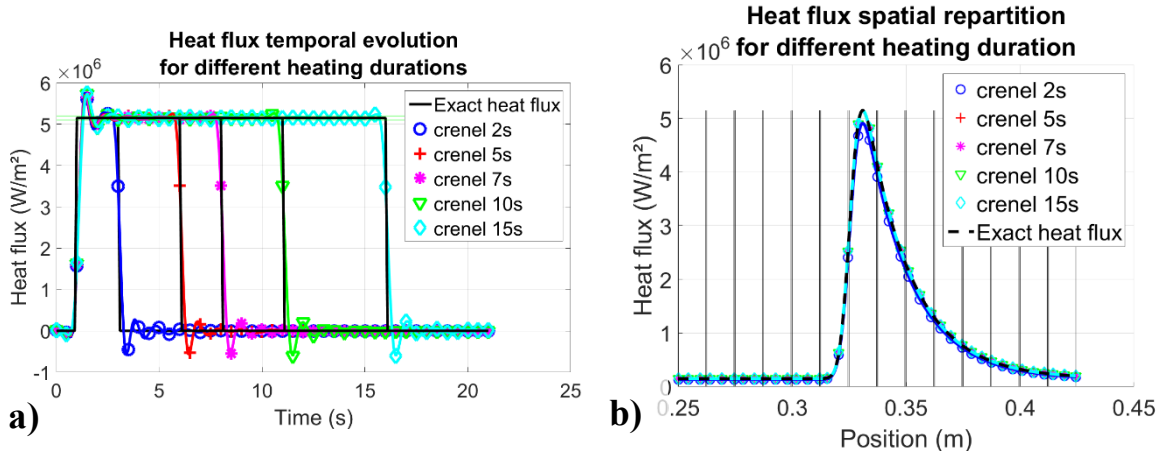 Heat flux temporal evolution
for different heating durations
×10⁶
Heat flux (W/m²)
6
5
4
3
2
1
0
-1
0
5
10
15
20
25
Time (s)
Exact heat flux
crenel 2s
crenel 5s
crenel 7s
crenel 10s
crenel 15s
a)
Heat flux spatial repartition
for different heating duration
×10⁶
Heat flux (W/m²)
6
5
4
3
2
1
0
0.25
0.3
0.35
0.4
0.45
Position (m)
crenel 2s
crenel 5s
crenel 7s
crenel 10s
crenel 15s
Exact heat flux
b)